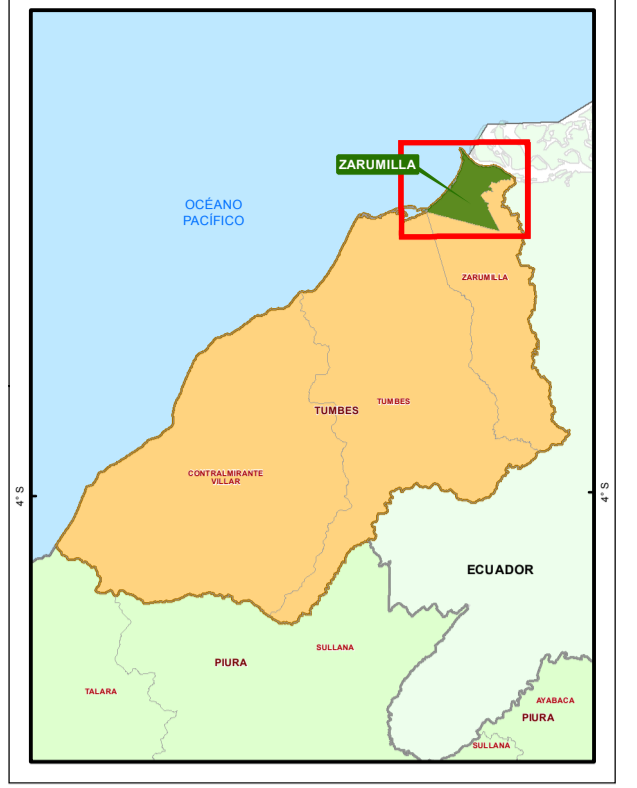 ZARUMILLA
OCÉANO
PACÍFICO
ZARUMILLA
TUMBES
TUMBES
CONTRALMIRANTE
VILLAR
4° S
4° S
ECUADOR
SULLANA
PIURA
TALARA
AYABACA
PIURA
SULLANA